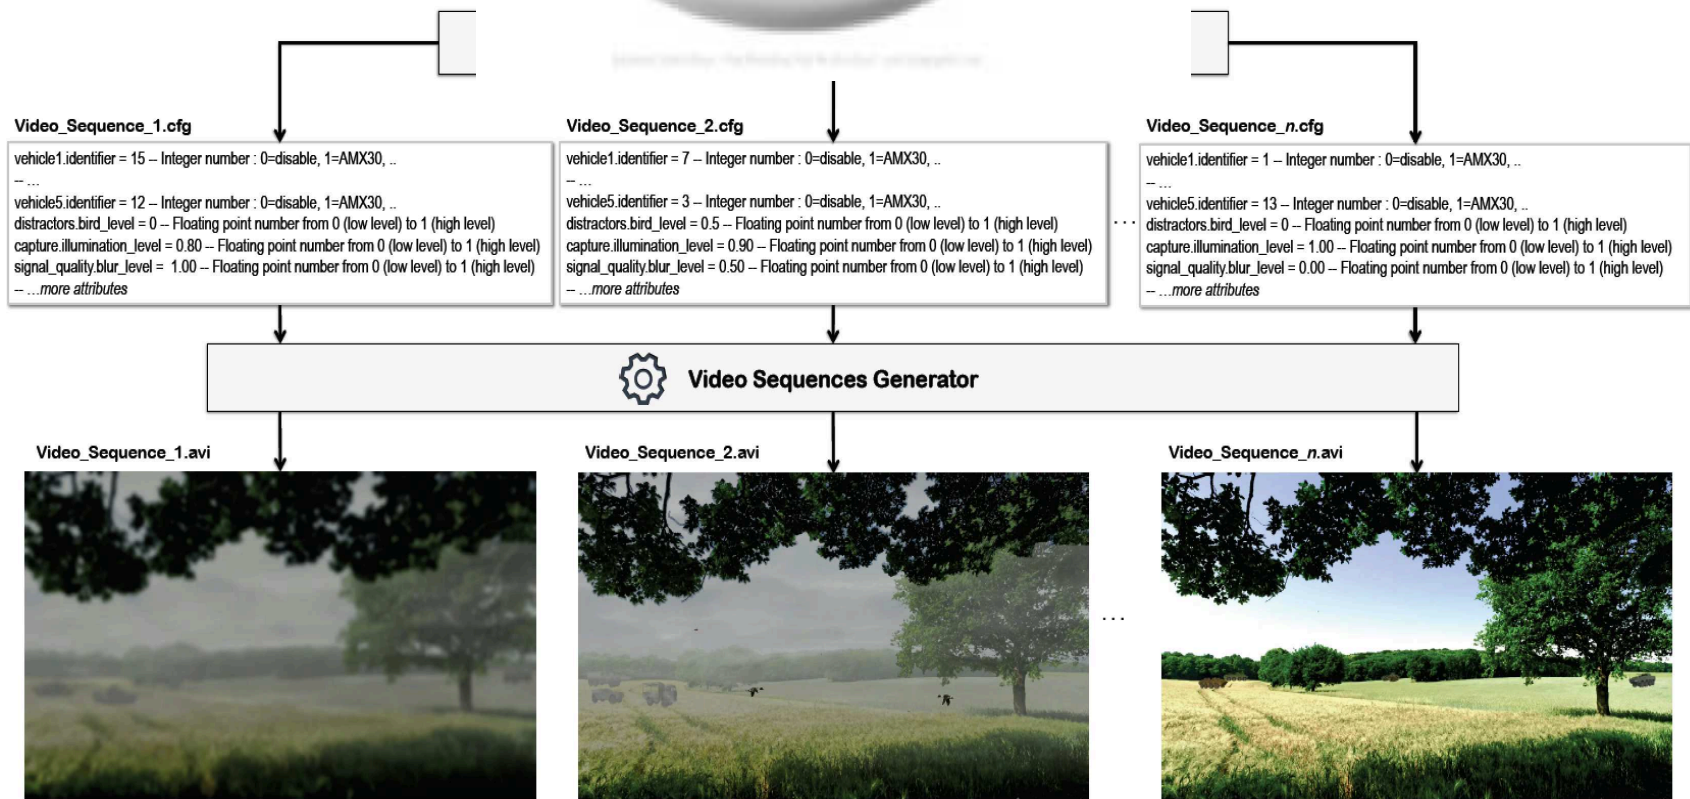 Video_Sequence_1.cfg
vehicle1.identifier = 15 -- Integer number : 0=disable, 1=AMX30, ..
-- ...
vehicle5.identifier = 12 -- Integer number : 0=disable, 1=AMX30, ..
distractors.bird_level = 0 -- Floating point number from 0 (low level) to 1 (high level)
capture.illumination_level = 0.80 -- Floating point number from 0 (low level) to 1 (high level)
signal_quality.blur_level = 1.00 -- Floating point number from 0 (low level) to 1 (high level)
-- ...more attributes
Video_Sequence_2.cfg
vehicle1.identifier = 7 -- Integer number : 0=disable, 1=AMX30, ..
-- ...
vehicle5.identifier = 3 -- Integer number : 0=disable, 1=AMX30, ..
distractors.bird_level = 0.5 -- Floating point number from 0 (low level) to 1 (high level)
capture.illumination_level = 0.90 -- Floating point number from 0 (low level) to 1 (high level)
signal_quality.blur_level = 0.50 -- Floating point number from 0 (low level) to 1 (high level)
-- ...more attributes
...
Video_Sequence_n.cfg
vehicle1.identifier = 1 -- Integer number : 0=disable, 1=AMX30, ..
-- ...
vehicle5.identifier = 13 -- Integer number : 0=disable, 1=AMX30, ..
distractors.bird_level = 0 -- Floating point number from 0 (low level) to 1 (high level)
capture.illumination_level = 1.00 -- Floating point number from 0 (low level) to 1 (high level)
signal_quality.blur_level = 0.00 -- Floating point number from 0 (low level) to 1 (high level)
-- ...more attributes
Video Sequences Generator
Video_Sequence_1.avi
Video_Sequence_2.avi
...
Video_Sequence_n.avi